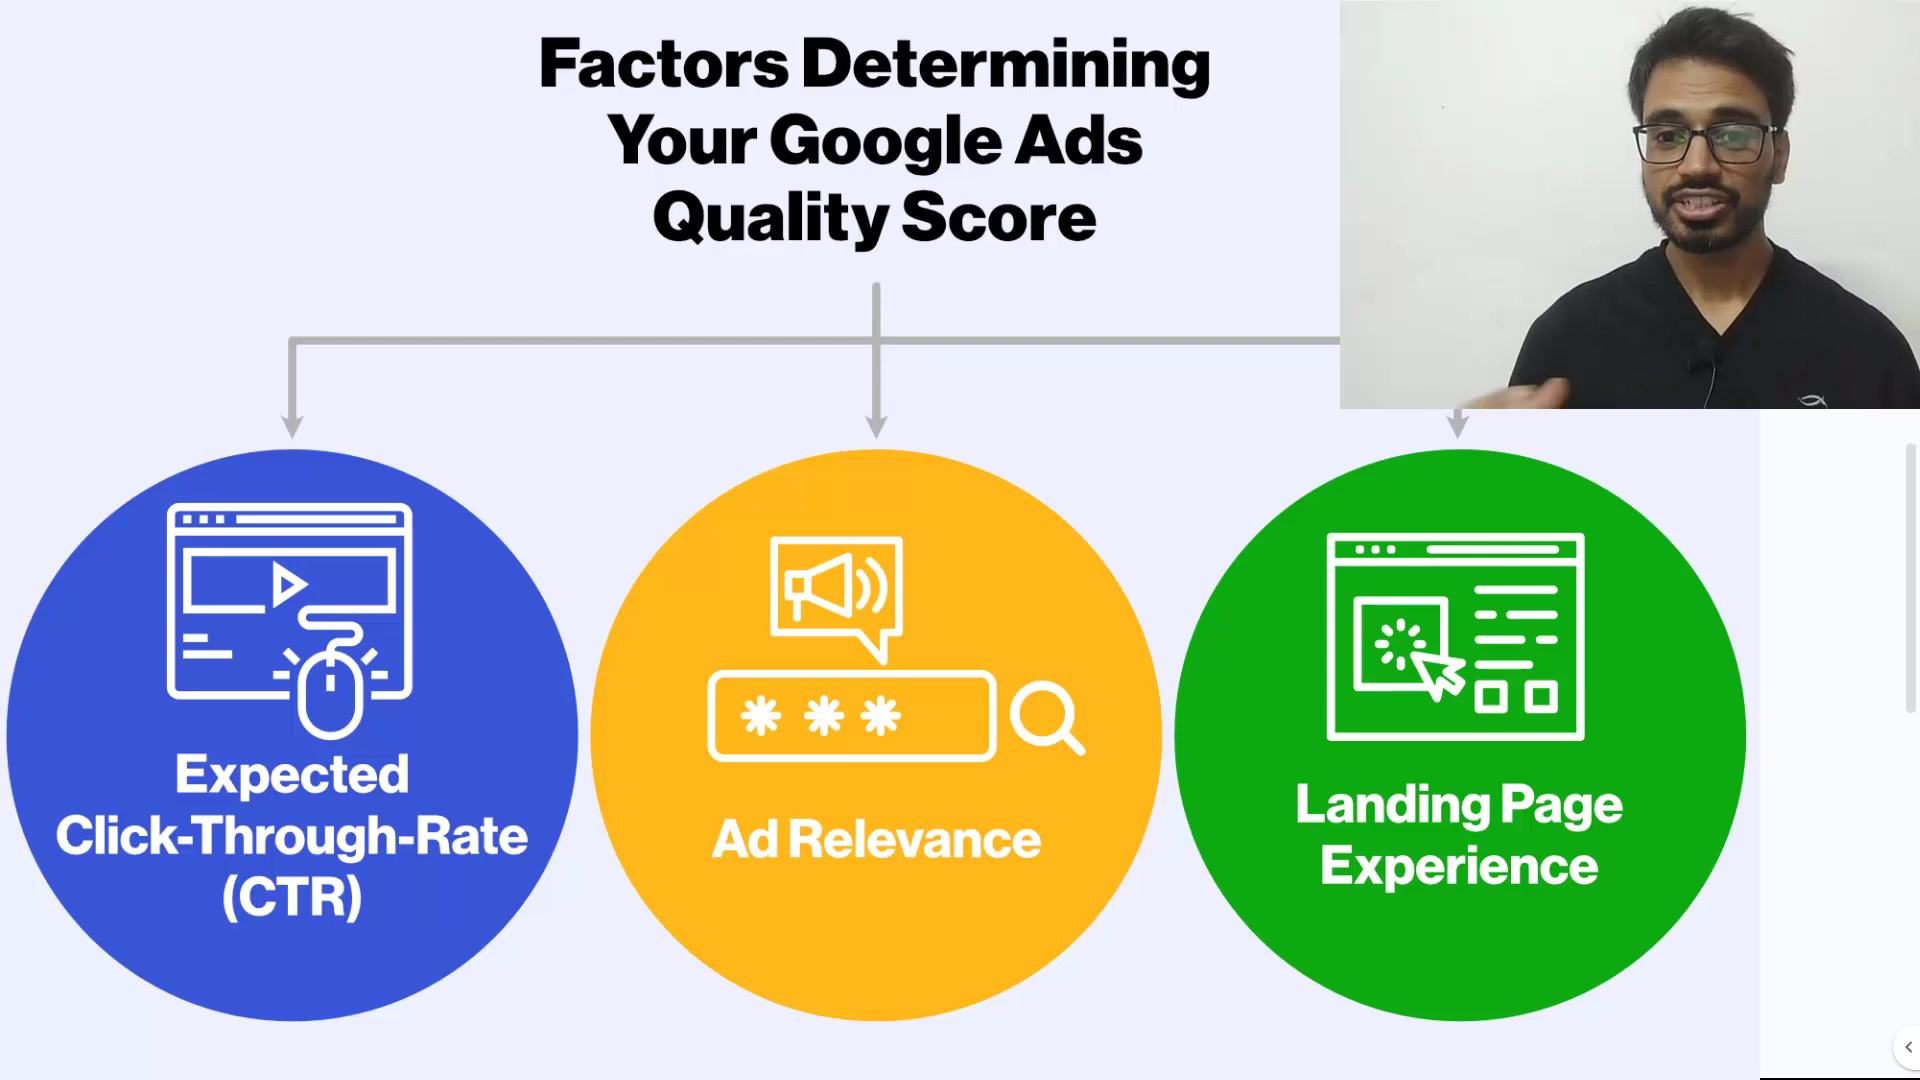 Factors Determining
Your Google Ads
Quality Score
Expected
Click-Through-Rate
(CTR)
Ad Relevance
Landing Page
Experience